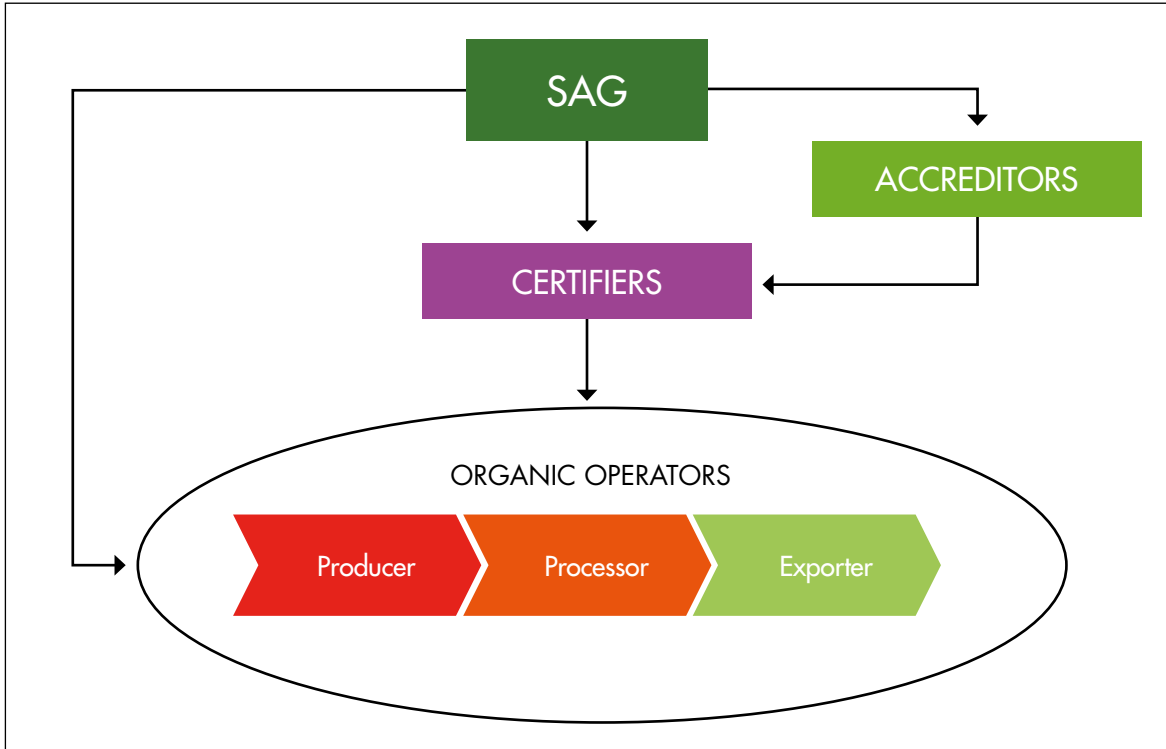 SAG
ACCREDITORS
CERTIFIERS
ORGANIC OPERATORS
Producer
Processor
Exporter